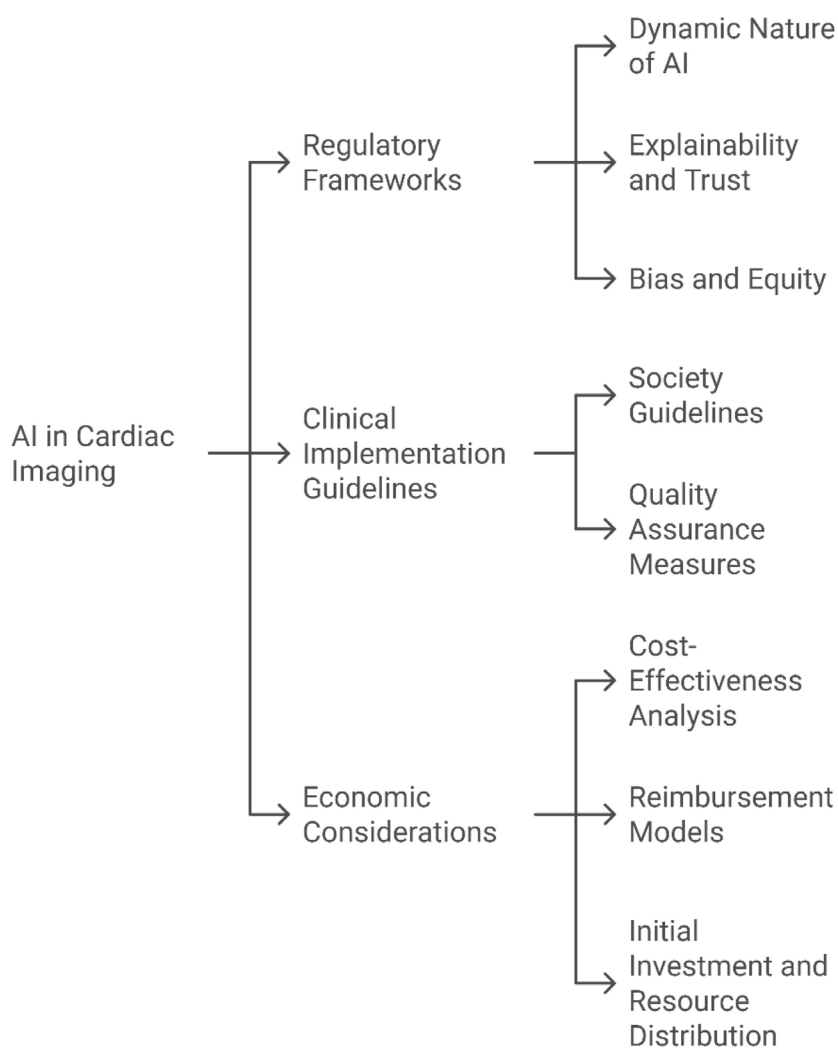 AI in Cardiac
Imaging
Regulatory
Frameworks
Dynamic Nature
of AI
Explainability
and Trust
Bias and Equity
Clinical
Implementation
Guidelines
Society
Guidelines
Quality
Assurance
Measures
Economic
Considerations
Cost-
Effectiveness
Analysis
Reimbursement
Models
Initial
Investment and
Resource
Distribution